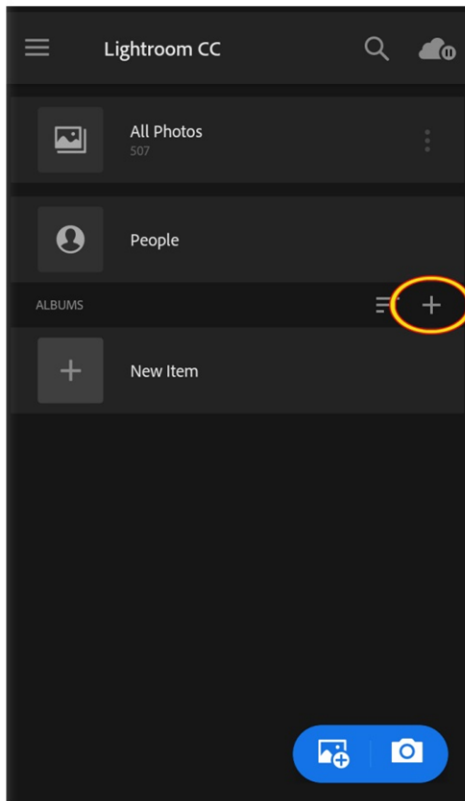 Lightroom CC
All Photos
507
People
ALBUMS
New Item